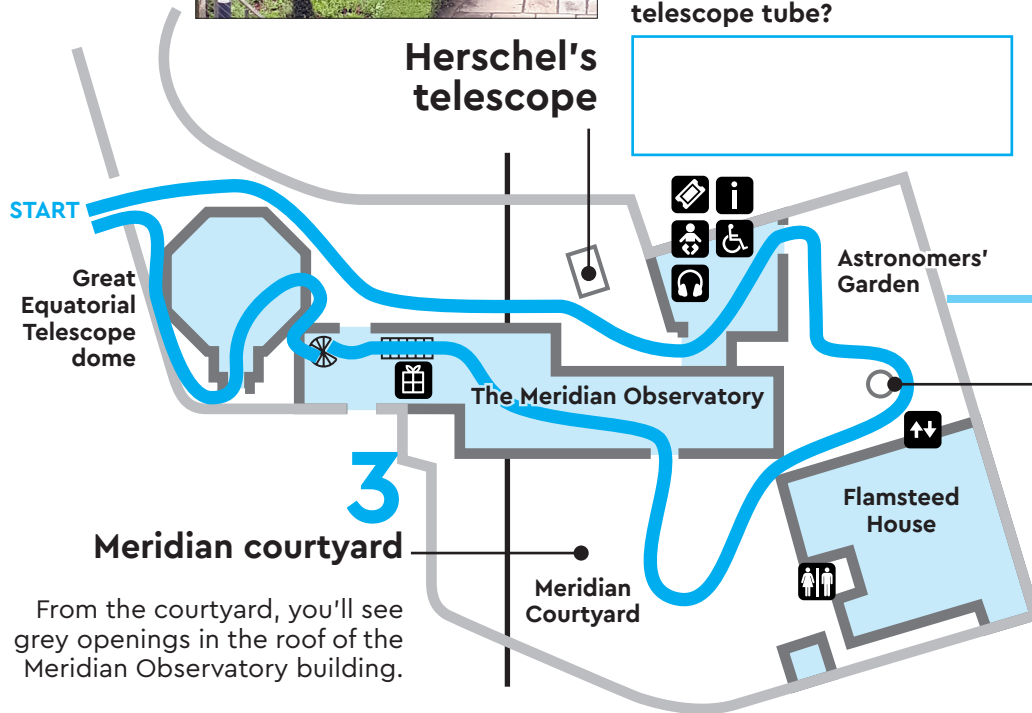 telescope tube?
Herschel's
telescope
START
Great
Equatorial
Telescope
dome
Astronomers'
Garden
The Meridian Observatory
Flamsteed
House
3
Meridian courtyard
Meridian
Courtyard
From the courtyard, you'll see
grey openings in the roof of the
Meridian Observatory building.